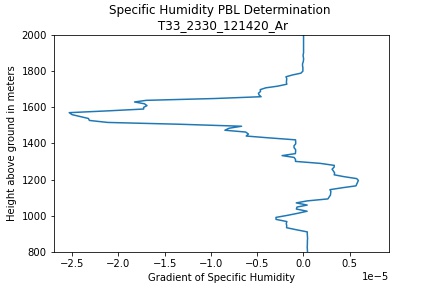 Specific Humidity PBL Determination
T33_2330_121420_Ar
Height above ground in meters
2000
1800
1600
1400
1200
1000
800
−2.5
−2.0
−1.5
−1.0
−0.5
0.0
0.5
1e−5
Gradient of Specific Humidity